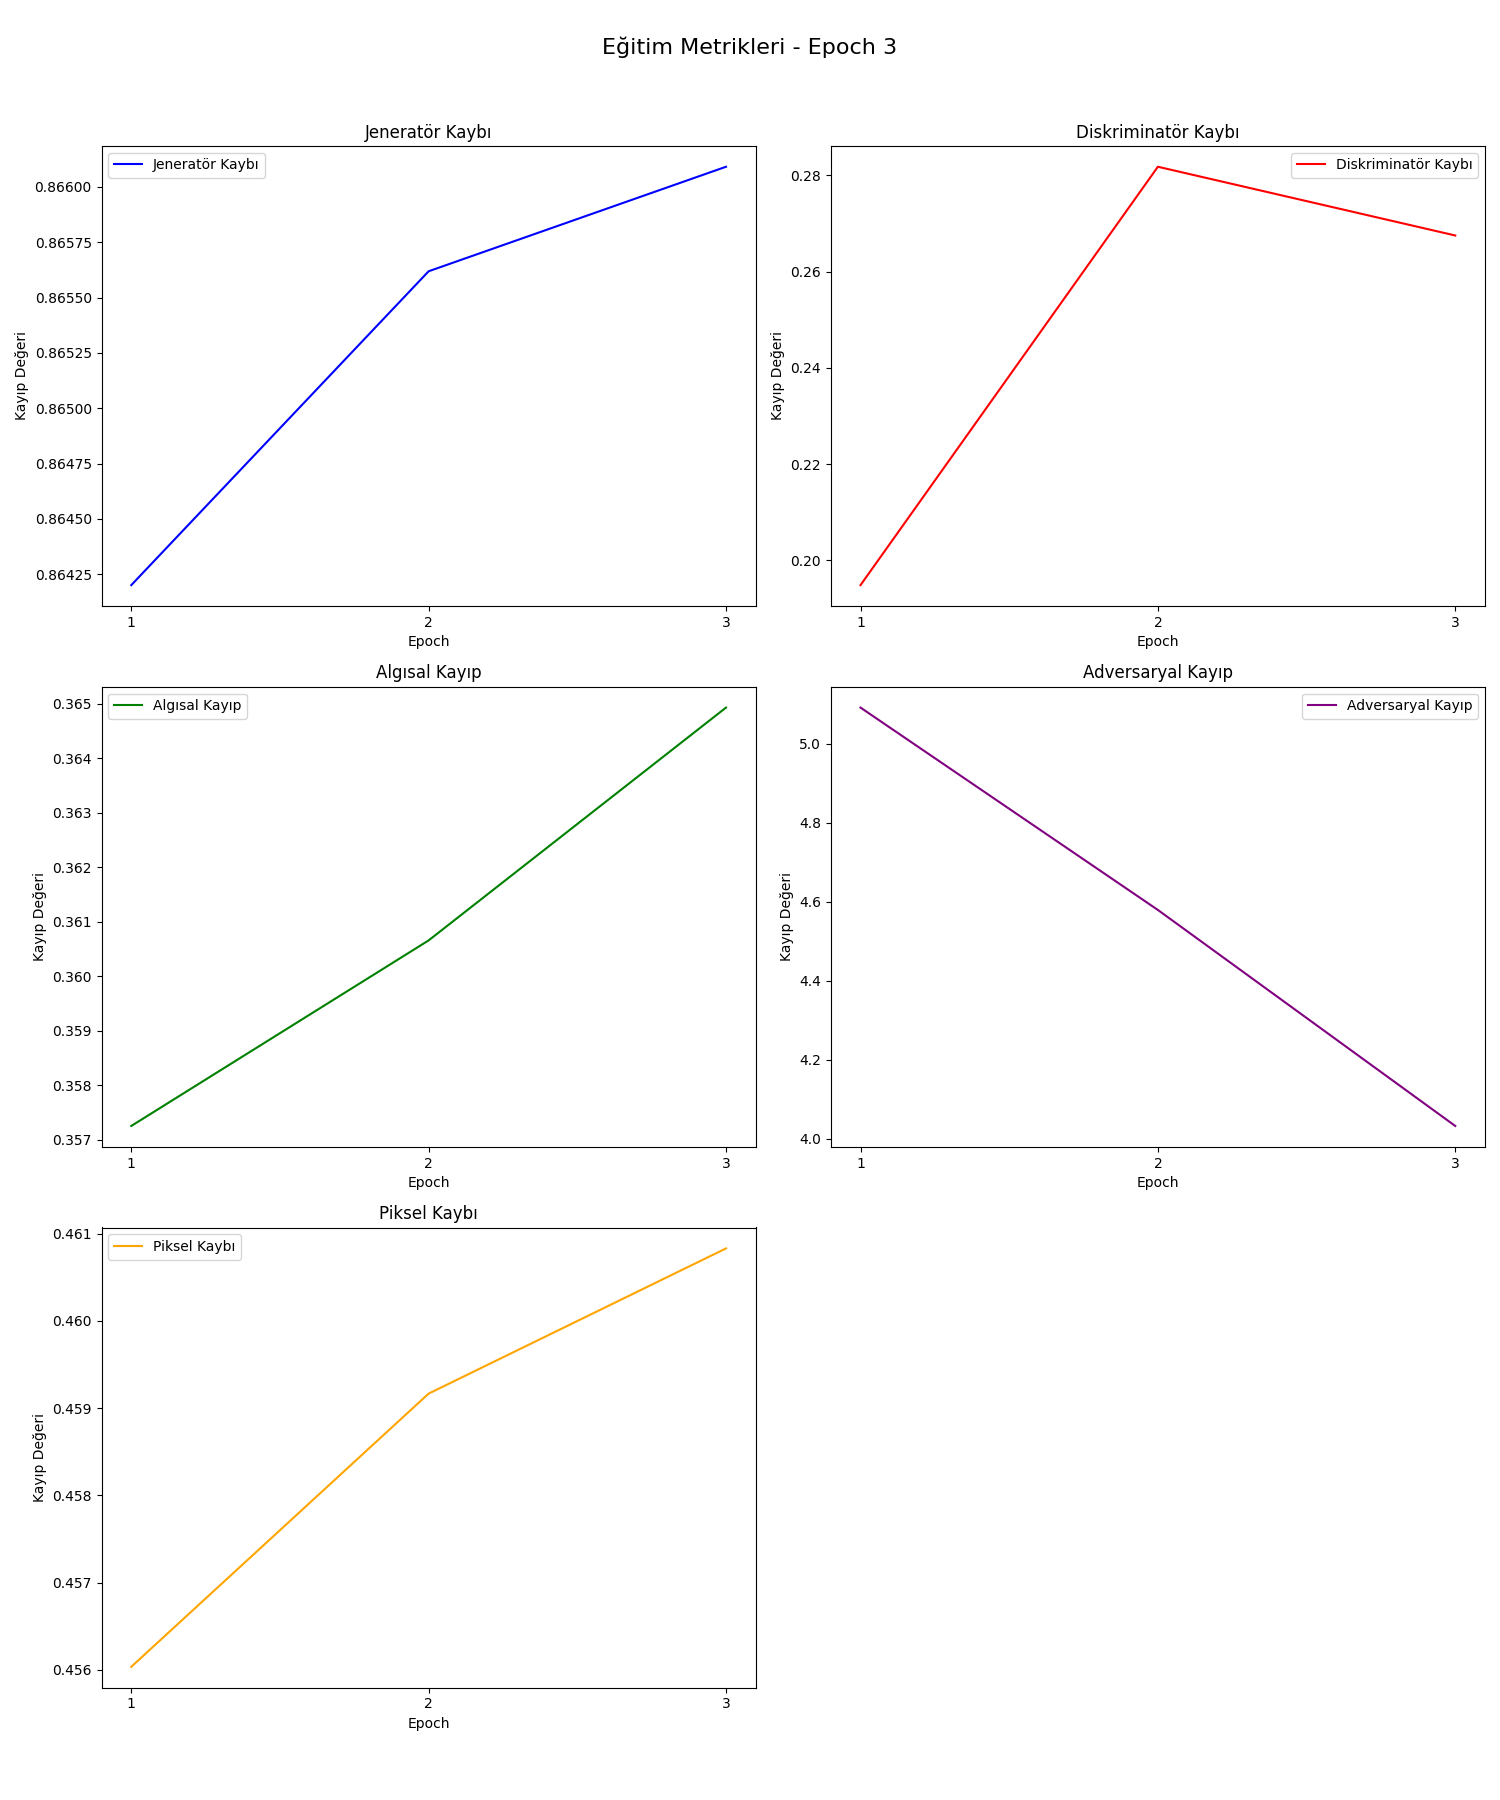 Eğitim Metrikleri - Epoch 3
Jeneratör Kaybı
Jeneratör Kaybı
0.86600
0.86575
0.86550
0.86525
0.86500
0.86475
0.86450
0.86425
Kayıp Değeri
1 2 3
Epoch
Diskriminatör Kaybı
Diskriminatör Kaybı
0.28
0.26
0.24
0.22
0.20
Kayıp Değeri
1 2 3
Epoch
Algısal Kayıp
Algısal Kayıp
0.365
0.364
0.363
0.362
0.361
0.360
0.359
0.358
0.357
Kayıp Değeri
1 2 3
Epoch
Adversaryal Kayıp
Adversaryal Kayıp
5.0
4.8
4.6
4.4
4.2
4.0
Kayıp Değeri
1 2 3
Epoch
Piksel Kaybı
Piksel Kaybı
0.461
0.460
0.459
0.458
0.457
0.456
Kayıp Değeri
1 2 3
Epoch